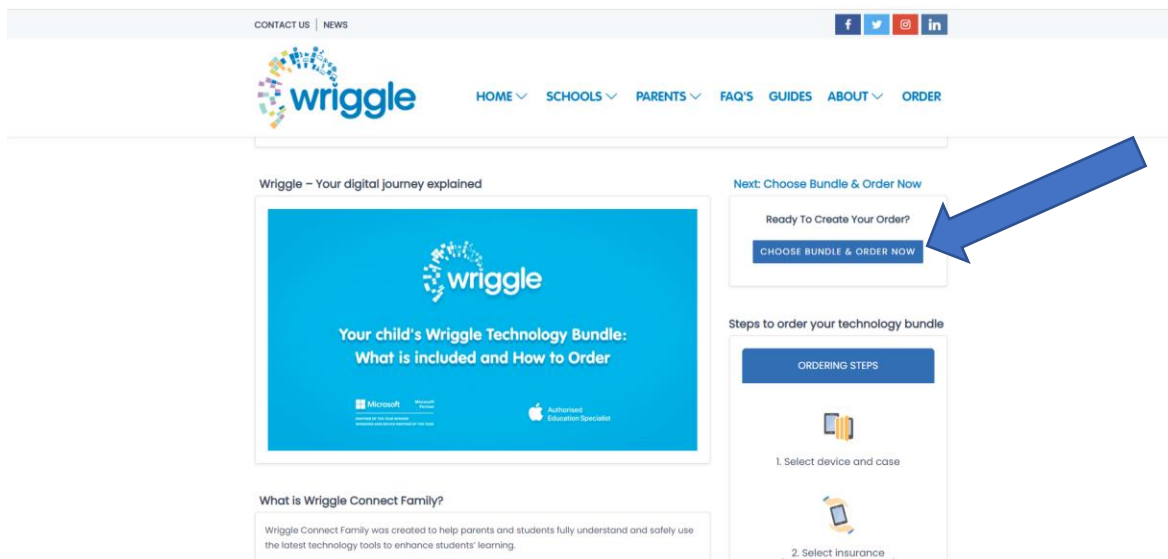 CONTACT US | NEWS
f in
wriggle
HOME SCHOOLS PARENTS FAQ'S GUIDES ABOUT ORDER
Wriggle – Your digital journey explained
wriggle
Your child's Wriggle Technology Bundle:
What is included and How to Order
Microsoft
Microsoft
Partner
Authorised
Education Specialist
What is Wriggle Connect Family?
Wriggle Connect Family was created to help parents and students fully understand and safely use
the latest technology tools to enhance students' learning.
Next: Choose Bundle & Order Now
Ready To Create Your Order?
CHOOSE BUNDLE & ORDER NOW
Steps to order your technology bundle
ORDERING STEPS
1. Select device and case
2. Select insurance